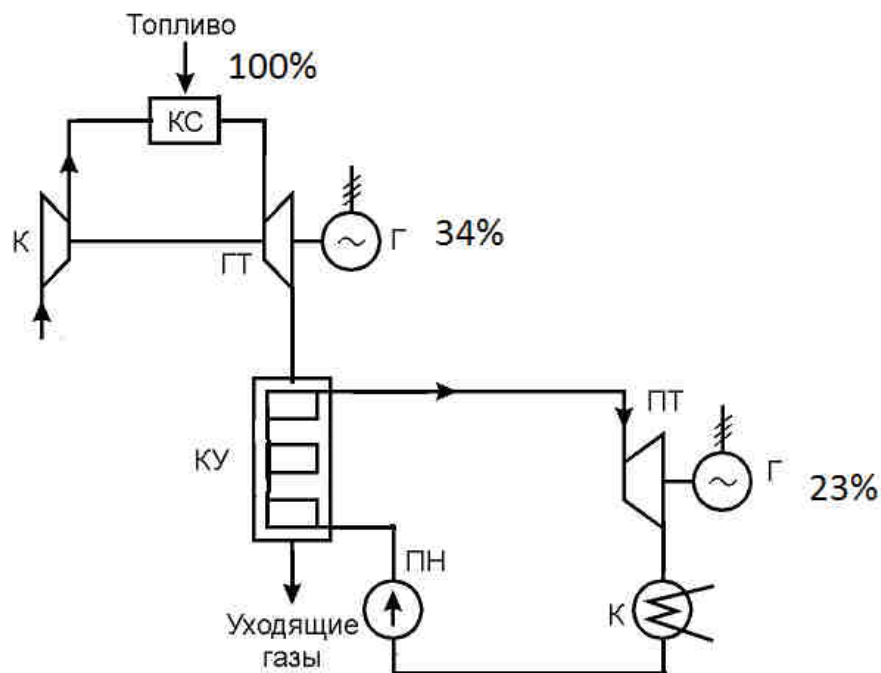 Топливо
100%
КС
К
ГТ
Г
34%
КУ
ПТ
Г
23%
ПН
К
Уходящие
газы